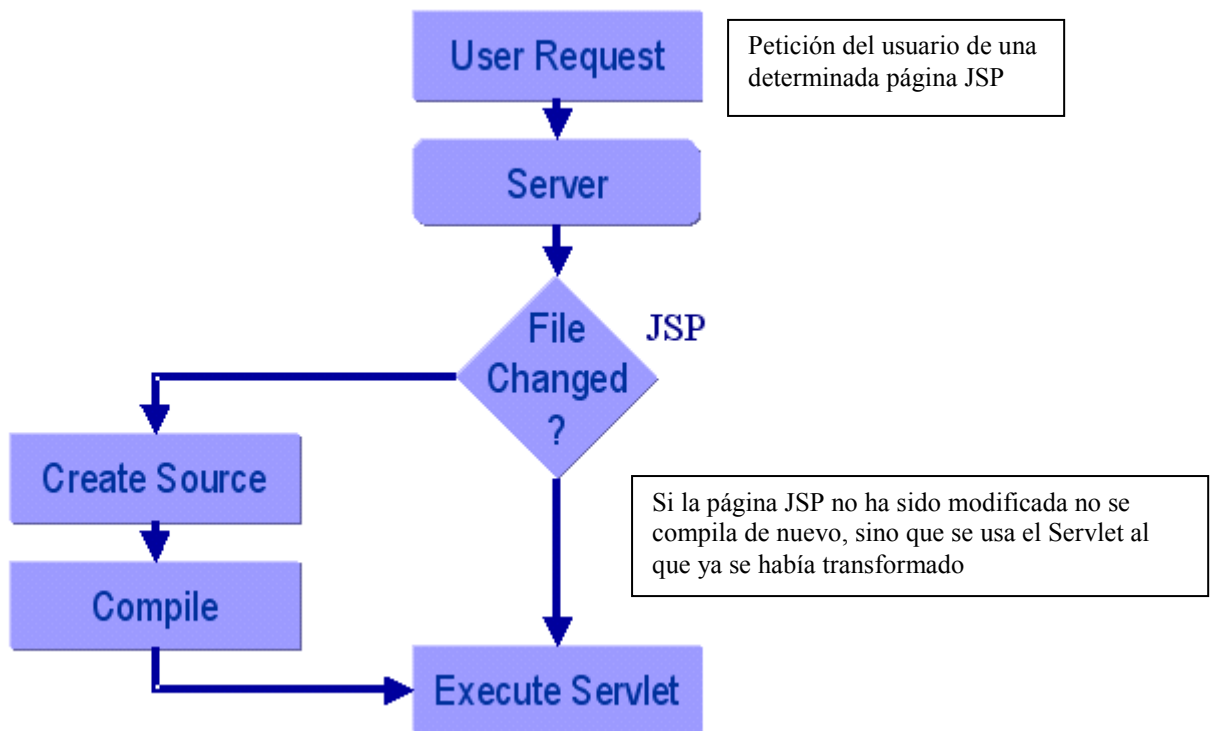 User Request
Petición del usuario de una
determinada página JSP
Server
File
Changed
?
JSP
Create Source
Si la página JSP no ha sido modificada no se
compila de nuevo, sino que se usa el Servlet al
que ya se había transformado
Compile
Execute Servlet